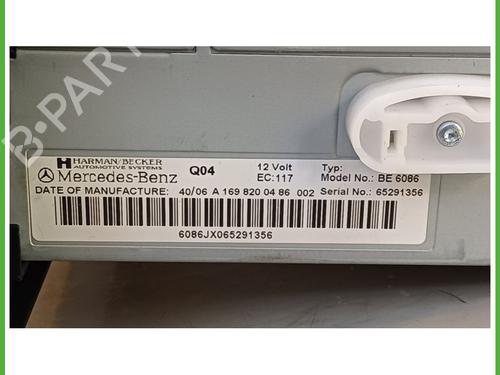 B-PARTS
HARMAN/BECKER
AUTOMOTIVE SYSTEMS
Mercedes-Benz Q04 12 Volt Typ:
EC:117 Model No.: BE 6086
DATE OF MANUFACTURE: 40/06 A 169 820 04 86 002 Serial No.: 65291356
6086JX065291356